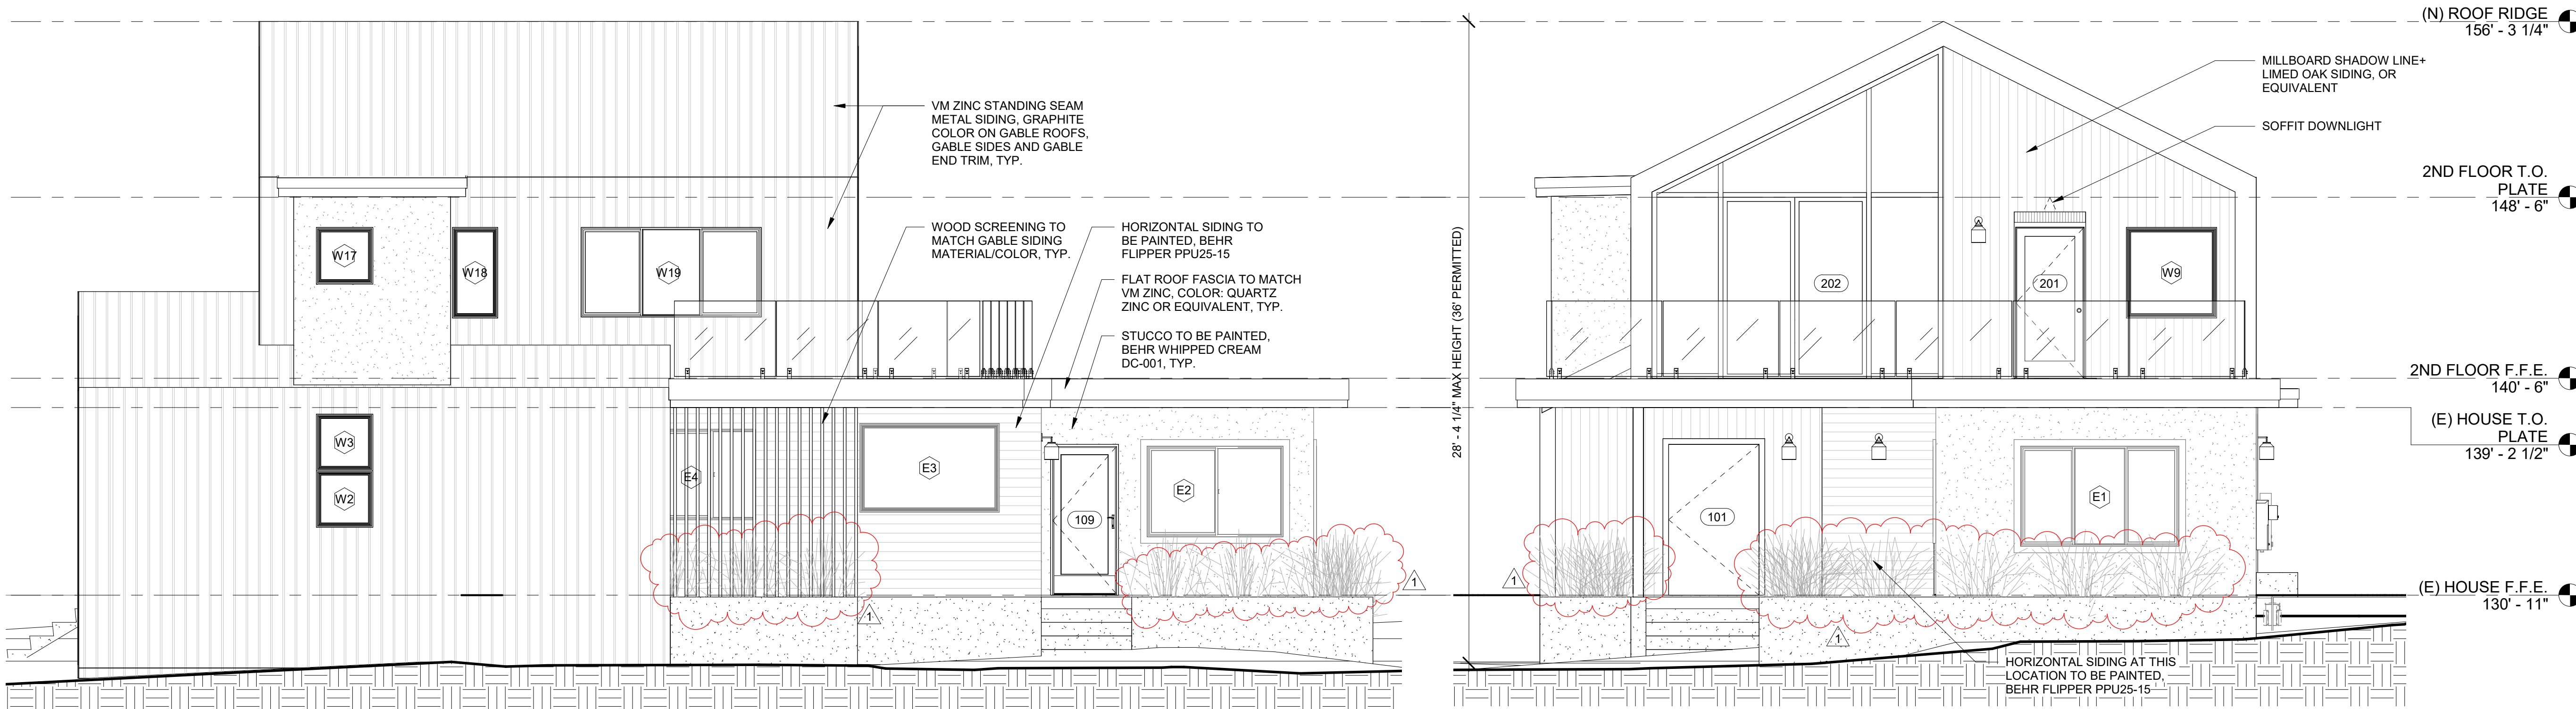 VM ZINC STANDING SEAM
METAL SIDING, GRAPHITE
COLOR ON GABLE ROOFS,
GABLE SIDES AND GABLE
END TRIM, TYP.
WOOD SCREENING TO
MATCH GABLE SIDING
MATERIAL/COLOR, TYP.
HORIZONTAL SIDING TO
BE PAINTED, BEHR
FLIPPER PPU25-15
FLAT ROOF FASCIA TO MATCH
VM ZINC, COLOR: QUARTZ
ZINC OR EQUIVALENT, TYP.
STUCCO TO BE PAINTED,
BEHR WHIPPED CREAM
DC-001, TYP.
W17
W18
W19
W3
W2
E4
E3
109
E2
1
1
28' - 4 1/4" MAX HEIGHT (36' PERMITTED)
MILLBOARD SHADOW LINE+
LIMED OAK SIDING, OR
EQUIVALENT
SOFFIT DOWNLIGHT
202
201
W9
101
E1
1
1
HORIZONTAL SIDING AT THIS
LOCATION TO BE PAINTED,
BEHR FLIPPER PPU25-15
(N) ROOF RIDGE
156' - 3 1/4"
2ND FLOOR T.O.
PLATE
148' - 6"
2ND FLOOR F.F.E.
140' - 6"
(E) HOUSE T.O.
PLATE
139' - 2 1/2"
(E) HOUSE F.F.E.
130' - 11"